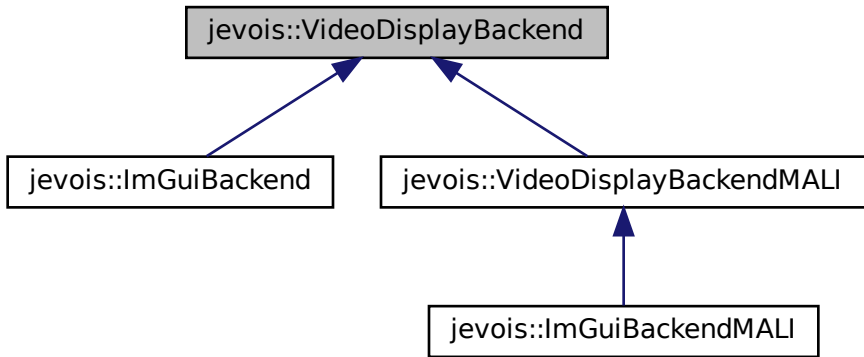 jevois::VideoDisplayBackend
jevois::ImGuiBackend
jevois::VideoDisplayBackendMALI
jevois::ImGuiBackendMALI